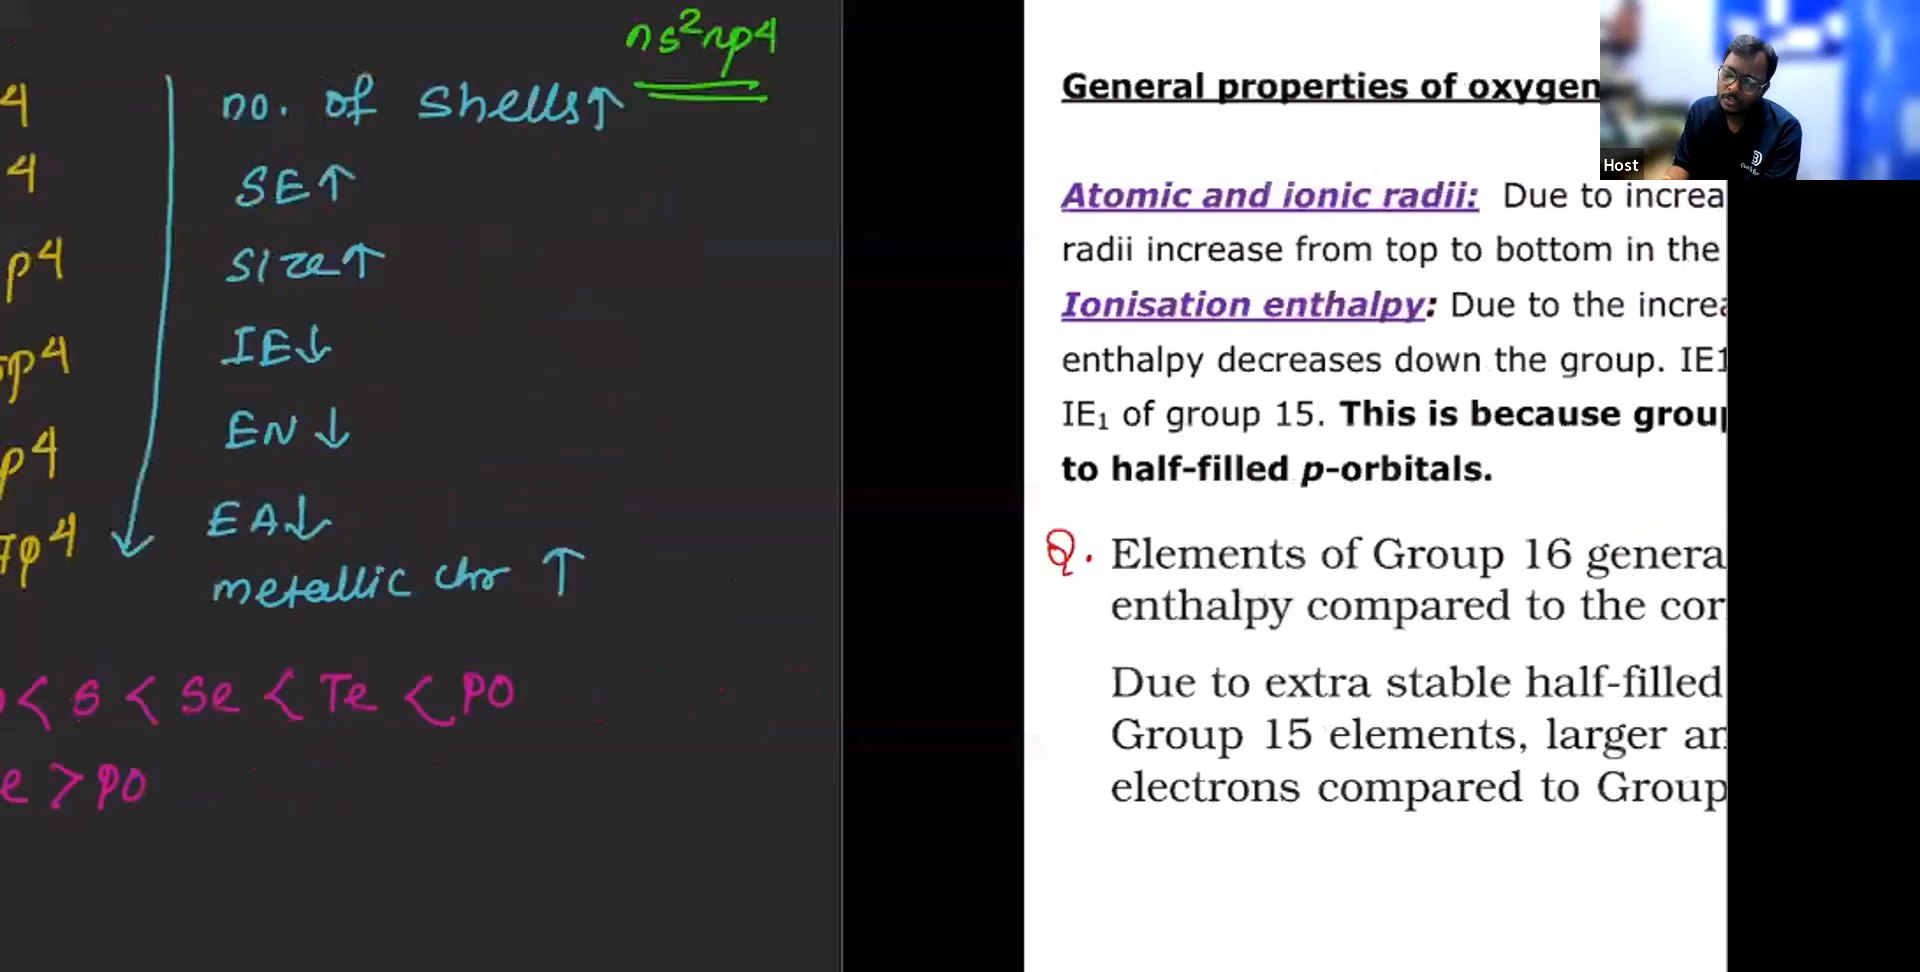 ns²np4
4
no. of shells↑
4
SE↑
p4
size↑
5p4
IE↓
p4
EN↓
7p4
EA↓
metallic chr ↑
< S < Se < Te < PO
e > PO
General properties of oxygen
Host
Atomic and ionic radii: Due to increa
radii increase from top to bottom in the
Ionisation enthalpy: Due to the increa
enthalpy decreases down the group. IE1
IE₁ of group 15. This is because group
to half-filled p-orbitals.
Q. Elements of Group 16 genera
enthalpy compared to the cor
Due to extra stable half-filled
Group 15 elements, larger an
electrons compared to Group